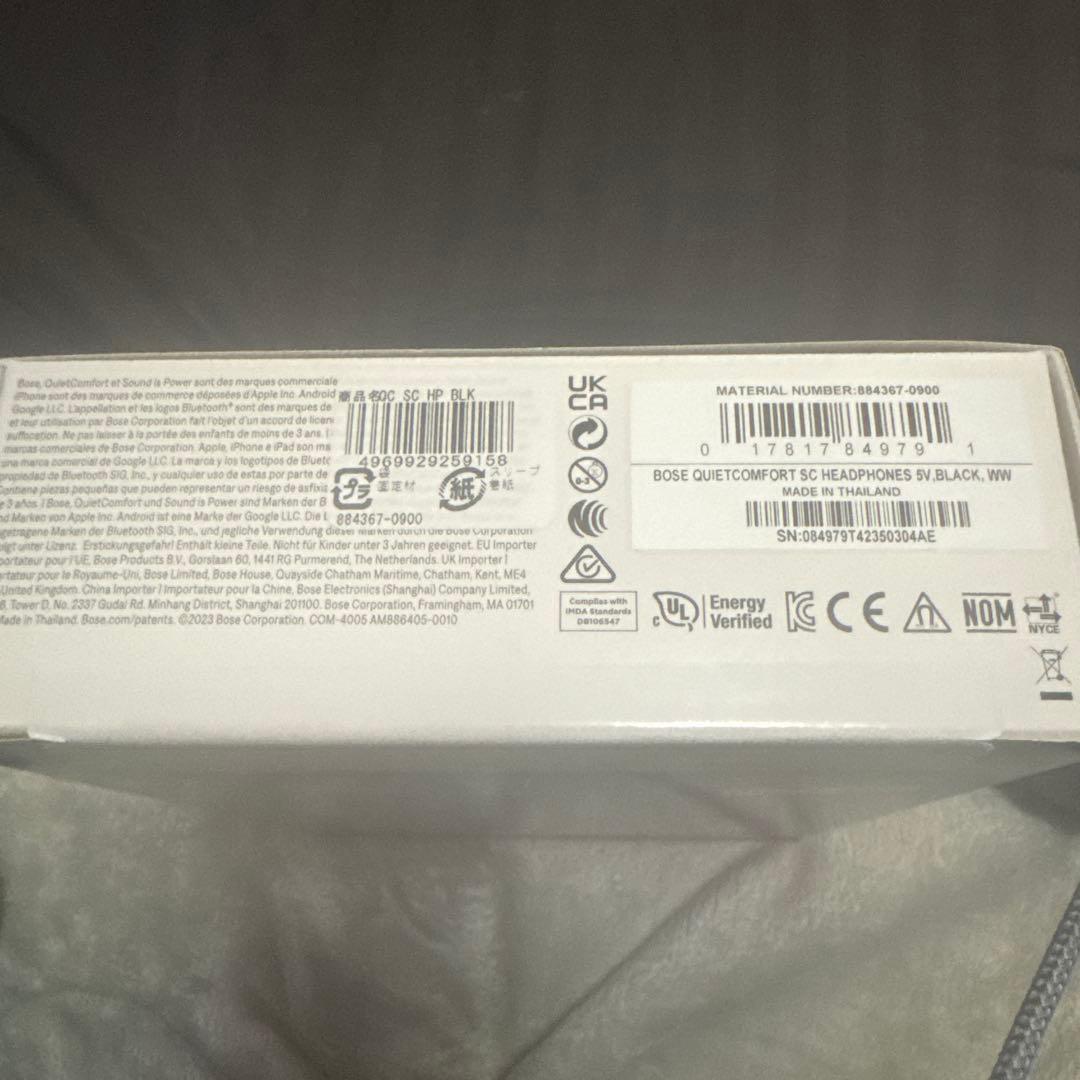 Bose, QuietComfort et Sound is Power sont des marques commerciale
iPhone sont des marques de commerce déposées d'Apple Inc. Android
Google LLC. L'appellation et les logos Bluetooth® sont des marques de
et leur utilisation par Bose Corporation fait l'objet d'un accord de licen
suffocation. Ne pas laisser à la portée des enfants de moins de 3 ans.
marcas comerciales de Bose Corporation. Apple, iPhone e iPad son ma
una marca comercial de Google LLC. La marca y los logotipos de Bluetc
propiedad de Bluetooth SIG, Inc., y cualquier uso de estas por parte de
Contiene piezas pequeñas que pueden representar un riesgo de asfixia
e 3 años. | Bose, QuietComfort und Sound is Power sind Marken der B
Marken von Apple Inc. Android ist eine Marke der Google LLC. Die
getragene Marken der Bluetooth SIG, Inc., und jegliche Verwendung dieser Marken durch die Bose Corporation
unter Lizenz. Erstickungsgefahr! Enthält kleine Teile. Nicht für Kinder unter 3 Jahren geeignet. EU Importer
portateur pour l'UE, Bose Products B.V., Gorslaan 60, 1441 RG Purmerend, The Netherlands. UK Importer |
rtateur pour le Royaume-Uni, Bose Limited, Bose House, Quayside Chatham Maritime, Chatham, Kent, ME4
United Kingdom. China Importer | Importateur pour la Chine, Bose Electronics (Shanghai) Company Limited,
Tower D, No. 2337 Gudai Rd. Minhang District, Shanghai 201100. Bose Corporation, Framingham, MA 01701
Made in Thailand. Bose.com/patents. ©2023 Bose Corporation. COM-4005 AM886405-0010
商品名QC SC HP BLK
4969929259158
プラ 袋 固定材 紙 スリーブ 巻紙
884367-0900
UK
CA
0-3
Complies with
IMDA Standards
DB106547
MATERIAL NUMBER:884367-0900
0 17817 84979 1
BOSE QUIETCOMFORT SC HEADPHONES 5V,BLACK, WW
MADE IN THAILAND
SN:084979T42350304AE
c UL Energy
Verified
CE
NOM
NYCE